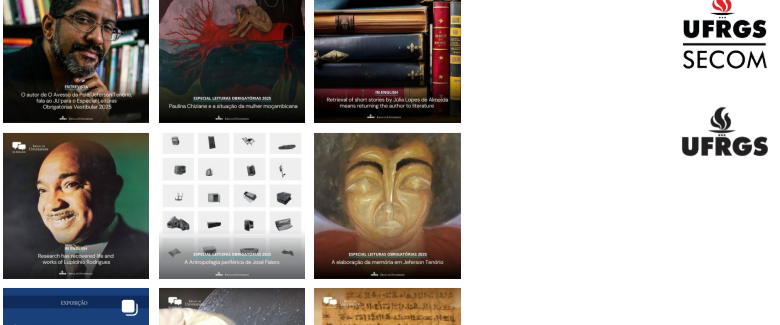 ENTREVISTA
O autor de O Avesso da Pele, Jeferson Tenório,
fala ao JU para o Especial Leituras
Obrigatórias Vestibular 2025
ESPECIAL LEITURAS OBRIGATÓRIAS 2025
Paulina Chiziane e a situação da mulher moçambicana
IN ENGLISH
Retrieval of short stories by Júlia Lopes de Almeida
means returning the author to literature
UFRGS
SECOM
IN ENGLISH
Research has recovered life and
works of Lupicínio Rodrigues
ESPECIAL LEITURAS OBRIGATÓRIAS 2025
A Antropologia periférica de José Falero
ESPECIAL LEITURAS OBRIGATÓRIAS 2025
A elaboração da memória em Jeferson Tenório
UFRGS
EXPOSIÇÃO